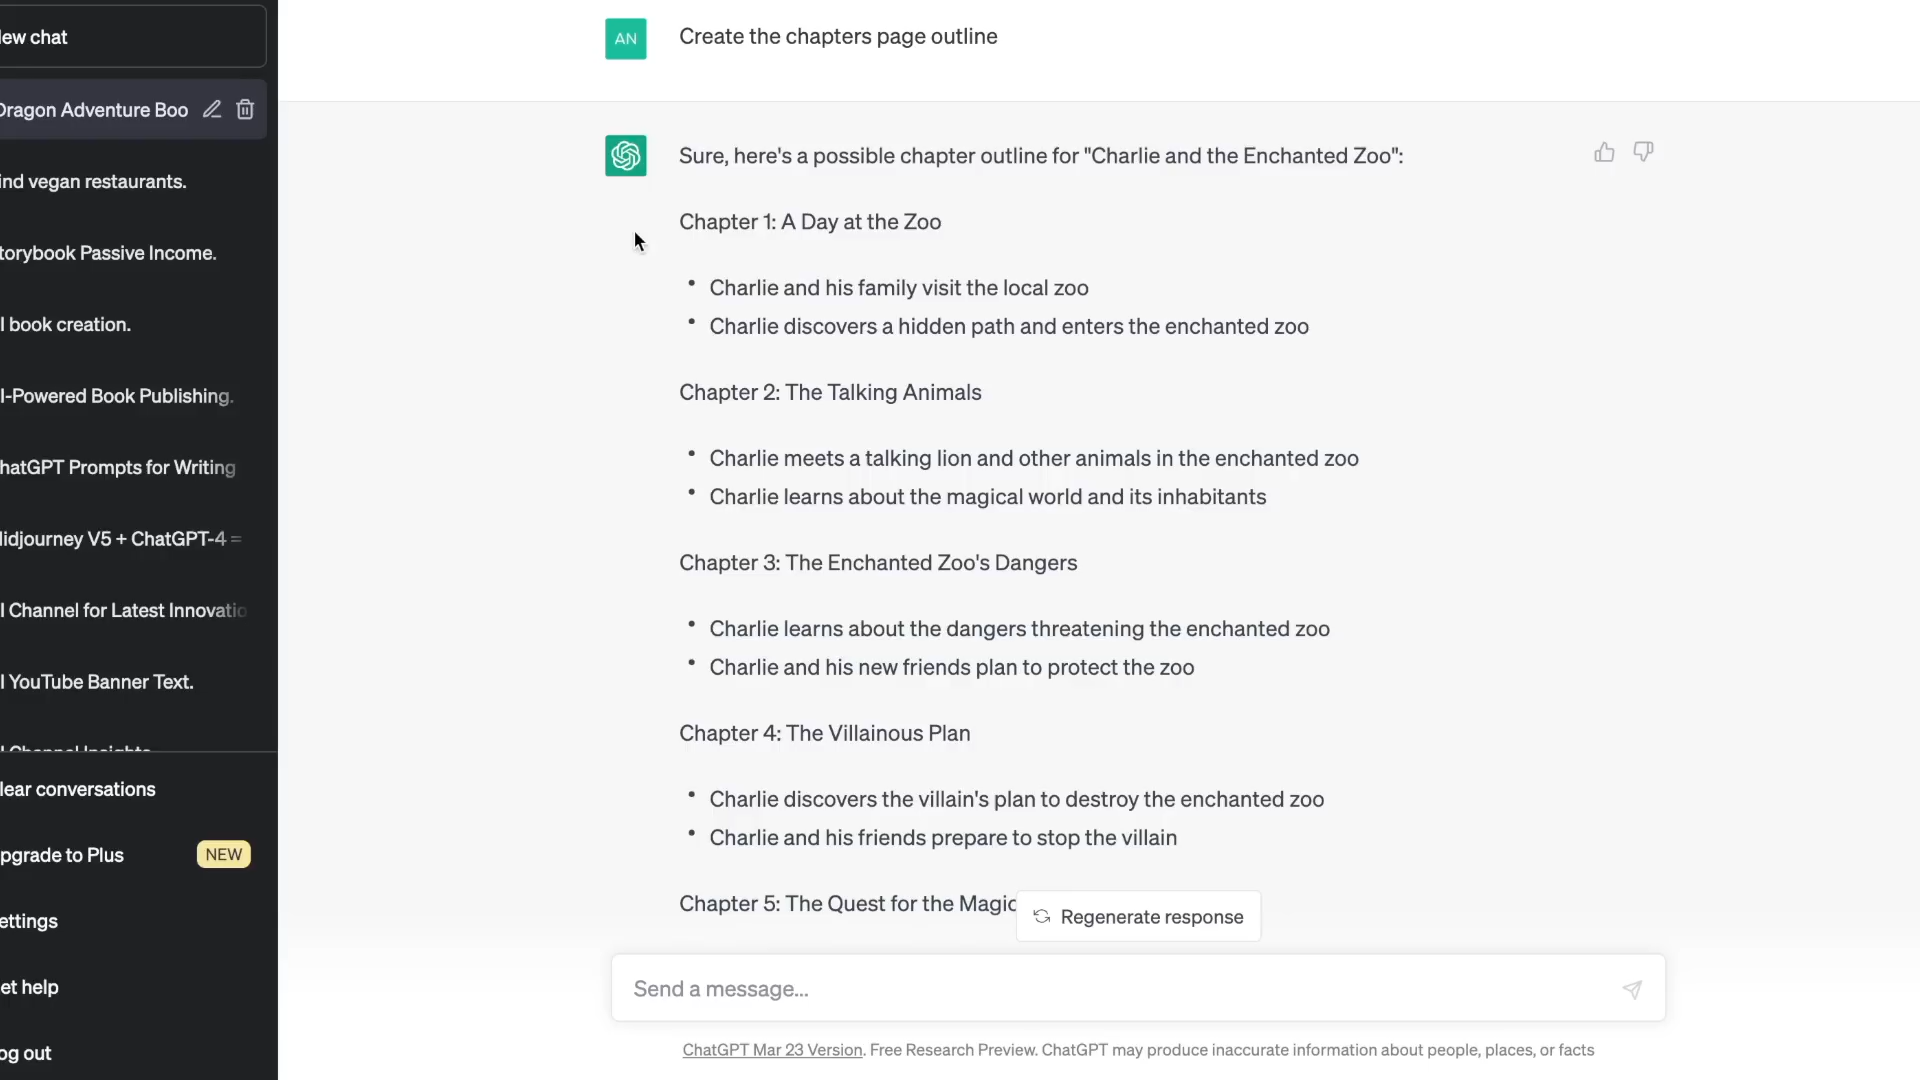 ew chat
Dragon Adventure Boo
ind vegan restaurants.
torybook Passive Income.
I book creation.
I-Powered Book Publishing.
hatGPT Prompts for Writing
idjourney V5 + ChatGPT-4 =
I Channel for Latest Innovatio
I YouTube Banner Text.
I Channel Insights
lear conversations
pgrade to Plus NEW
ettings
et help
og out
AN Create the chapters page outline
Sure, here's a possible chapter outline for "Charlie and the Enchanted Zoo":
Chapter 1: A Day at the Zoo
• Charlie and his family visit the local zoo
• Charlie discovers a hidden path and enters the enchanted zoo
Chapter 2: The Talking Animals
• Charlie meets a talking lion and other animals in the enchanted zoo
• Charlie learns about the magical world and its inhabitants
Chapter 3: The Enchanted Zoo's Dangers
• Charlie learns about the dangers threatening the enchanted zoo
• Charlie and his new friends plan to protect the zoo
Chapter 4: The Villainous Plan
• Charlie discovers the villain's plan to destroy the enchanted zoo
• Charlie and his friends prepare to stop the villain
Chapter 5: The Quest for the Magic
Regenerate response
Send a message...
ChatGPT Mar 23 Version. Free Research Preview. ChatGPT may produce inaccurate information about people, places, or facts